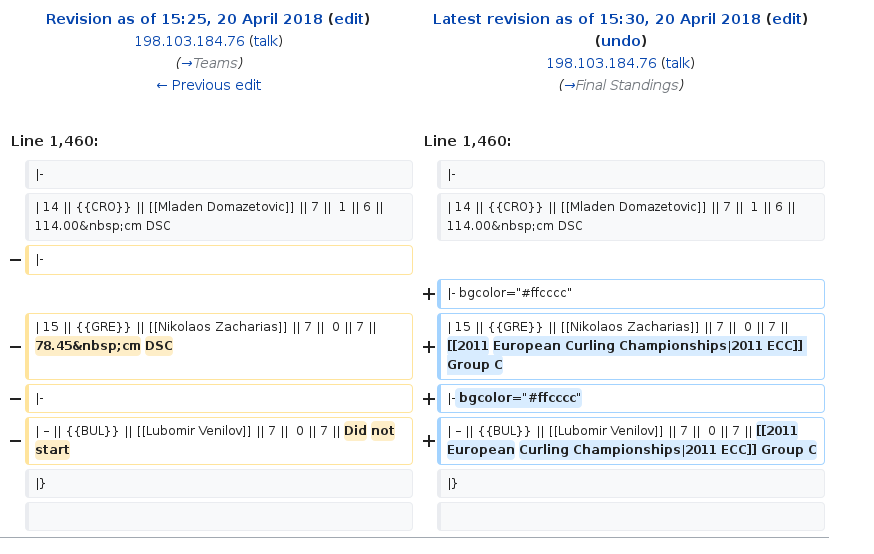 Revision as of 15:25, 20 April 2018 (edit)
198.103.184.76 (talk)
(→Teams)
← Previous edit
Latest revision as of 15:30, 20 April 2018 (edit)
(undo)
198.103.184.76 (talk)
(→Final Standings)
Line 1,460:
Line 1,460:
|-
|-
| 14 || {{CRO}} || [[Mladen Domazetovic]] || 7 || 1 || 6 ||
114.00&nbsp;cm DSC
| 14 || {{CRO}} || [[Mladen Domazetovic]] || 7 || 1 || 6 ||
114.00&nbsp;cm DSC
− |-
+ |- bgcolor="#ffcccc"
− | 15 || {{GRE}} || [[Nikolaos Zacharias]] || 7 || 0 || 7 ||
78.45&nbsp;cm DSC
+ | 15 || {{GRE}} || [[Nikolaos Zacharias]] || 7 || 0 || 7 ||
[[2011 European Curling Championships|2011 ECC]]
Group C
− |-
+ |- bgcolor="#ffcccc"
− | – || {{BUL}} || [[Lubomir Venilov]] || 7 || 0 || 7 || Did not
start
+ | – || {{BUL}} || [[Lubomir Venilov]] || 7 || 0 || 7 || [[2011
European Curling Championships|2011 ECC]] Group C
|}
|}